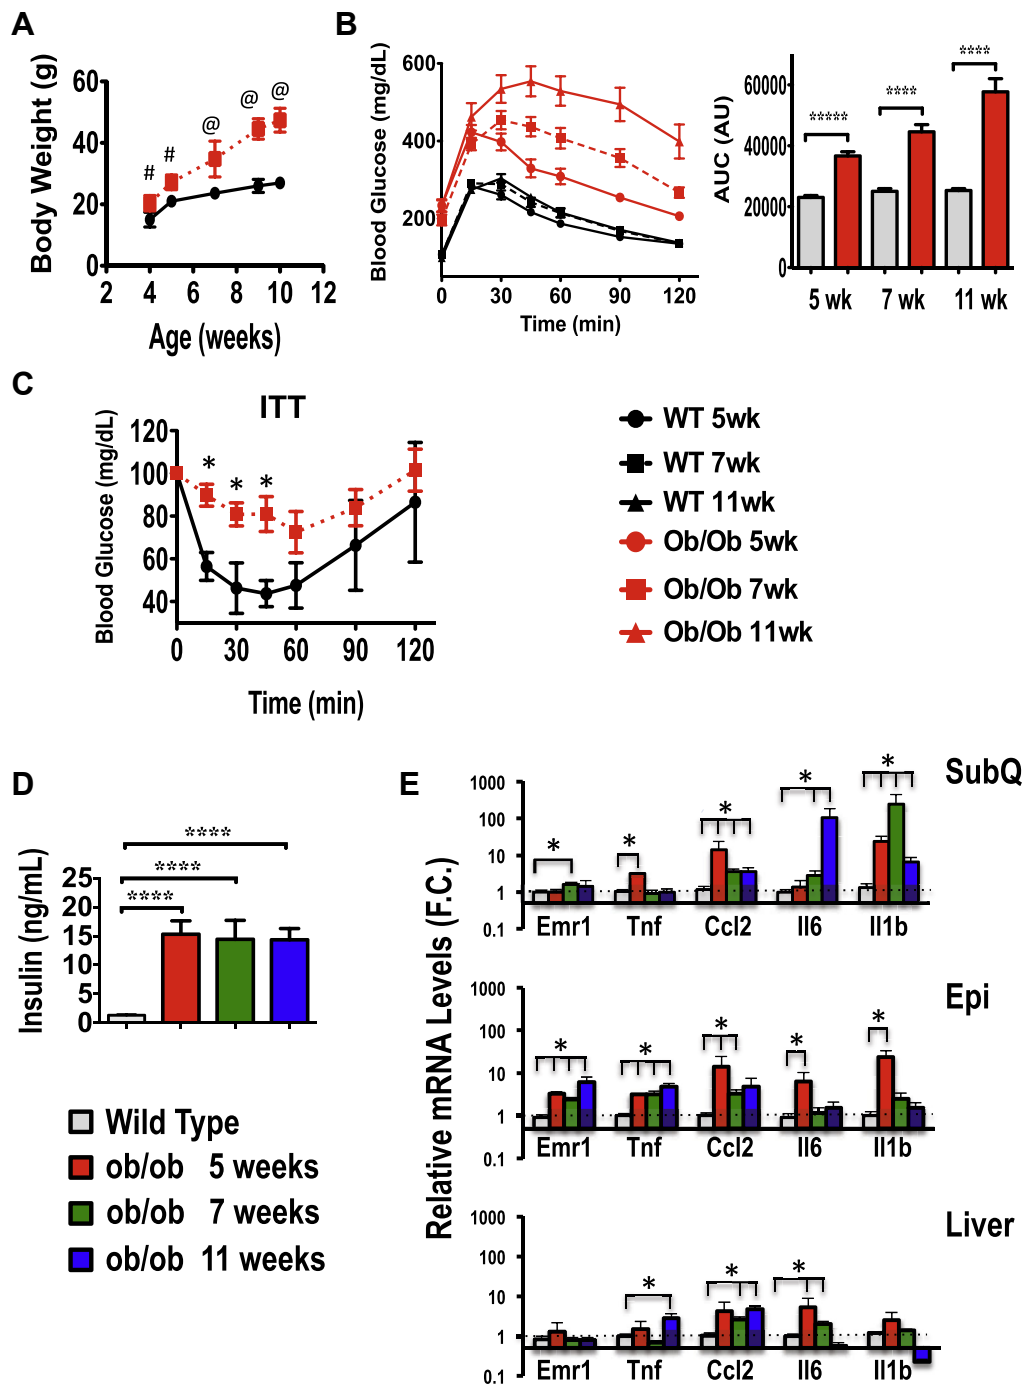 A
Body Weight (g)
60
40
20
0
2 4 6 8 10 12
Age (weeks)
# # @ @ @
B
Blood Glucose (mg/dL)
600
400
200
0 30 60 90 120
Time (min)
AUC (AU)
60000
40000
20000
0
***** **** ****
5 wk 7 wk 11 wk
C
ITT
Blood Glucose (mg/dL)
120
100
80
60
40
* * *
0 30 60 90 120
Time (min)
WT 5wk
WT 7wk
WT 11wk
Ob/Ob 5wk
Ob/Ob 7wk
Ob/Ob 11wk
D
Insulin (ng/mL)
25
20
15
10
5
0
****
****
****
Wild Type
ob/ob 5 weeks
ob/ob 7 weeks
ob/ob 11 weeks
E
Relative mRNA Levels (F.C.)
SubQ
1000
100
10
1
0.1
* * * * *
Emr1 Tnf Ccl2 Il6 Il1b
Epi
1000
100
10
1
0.1
* * * * *
Emr1 Tnf Ccl2 Il6 Il1b
Liver
1000
100
10
1
0.1
* * *
Emr1 Tnf Ccl2 Il6 Il1b